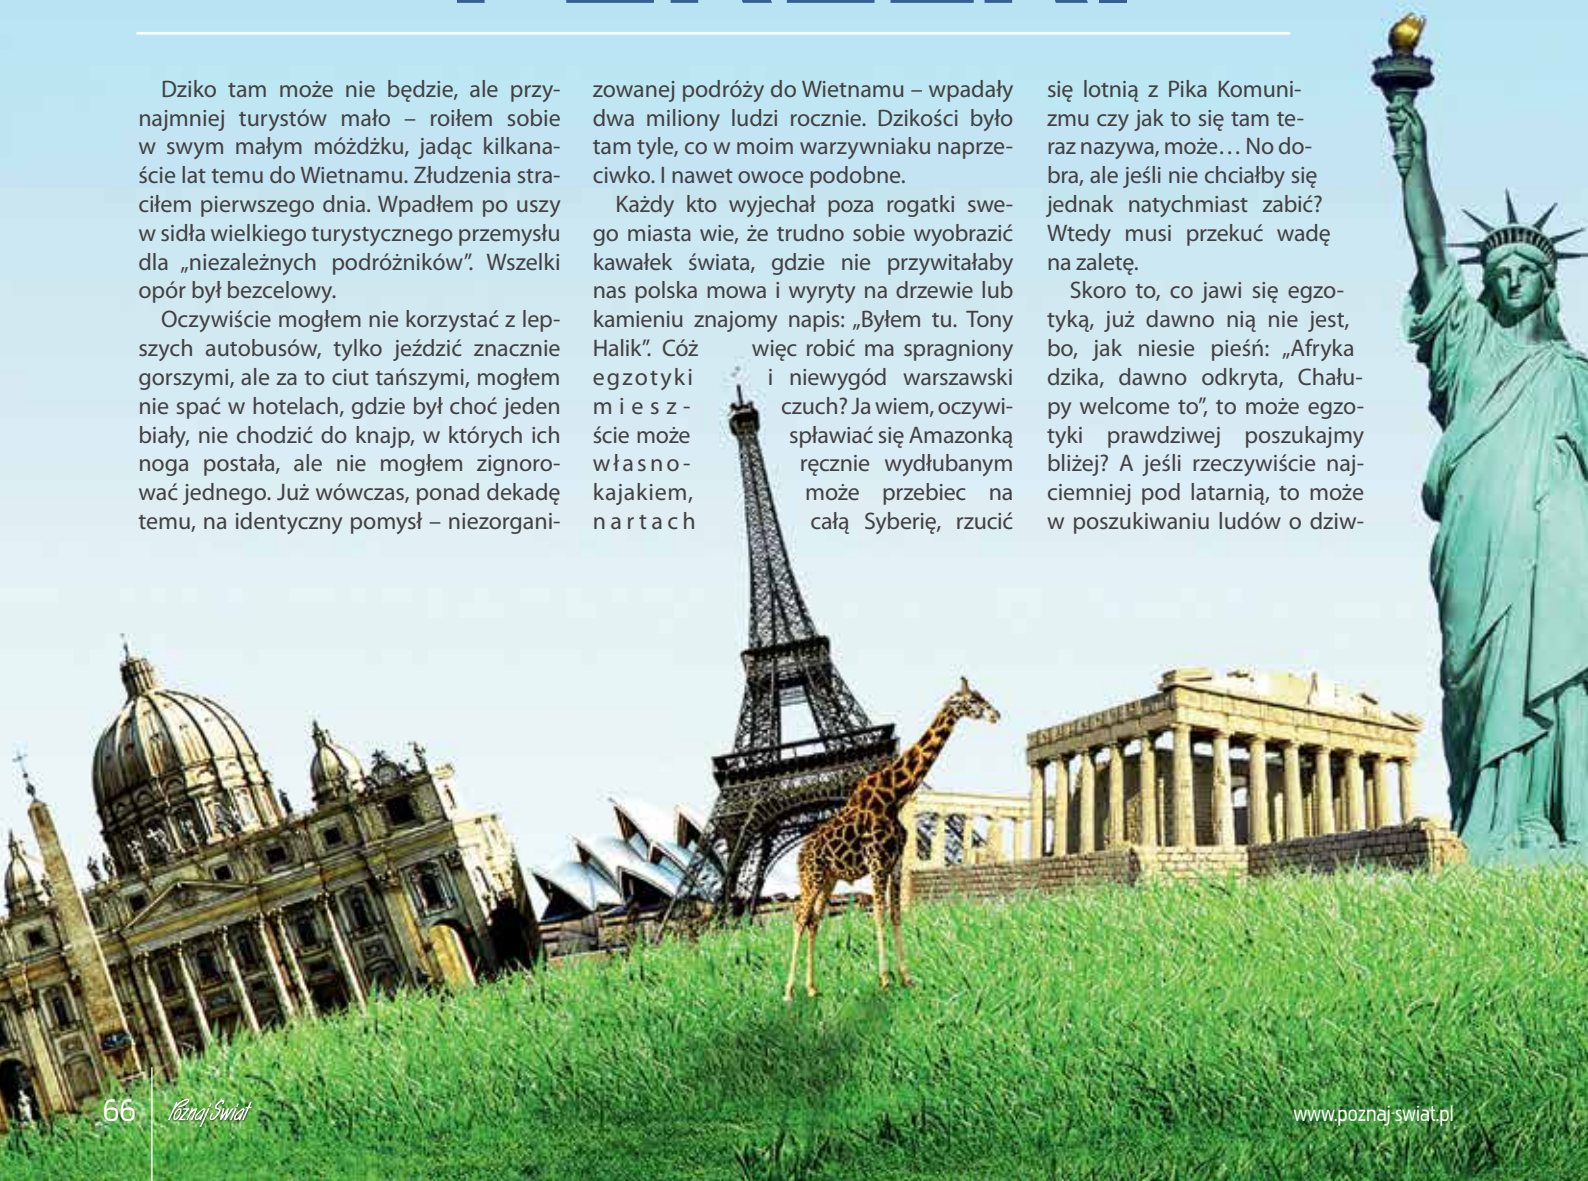 Dziko tam może nie będzie, ale przy-
najmniej turystów mało – roiłem sobie
w swym małym móżdżku, jadąc kilkana-
ście lat temu do Wietnamu. Złudzenia stra-
ciłem pierwszego dnia. Wpadłem po uszy
w sidła wielkiego turystycznego przemysłu
dla „niezależnych podróżników”. Wszelki
opór był bezcelowy.
Oczywiście mogłem nie korzystać z lep-
szych autobusów, tylko jeździć znacznie
gorszymi, ale za to ciut tańszymi, mogłem
nie spać w hotelach, gdzie był choć jeden
biały, nie chodzić do knajp, w których ich
noga postała, ale nie mogłem zignoro-
wać jednego. Już wówczas, ponad dekadę
temu, na identyczny pomysł – niezorgani-
zowanej podróży do Wietnamu – wpadały
dwa miliony ludzi rocznie. Dzikości było
tam tyle, co w moim warzywniaku naprze-
ciwko. I nawet owoce podobne.
Każdy kto wyjechał poza rogatki swe-
go miasta wie, że trudno sobie wyobrazić
kawałek świata, gdzie nie przywitałaby
nas polska mowa i wyryty na drzewie lub
kamieniu znajomy napis: „Byłem tu. Tony
Halik”. Cóż więc robić ma spragniony
egzotyki i niewygód warszawski
miesz- czuch? Ja wiem, oczywi-
ście może spławiać się Amazonką
własno- ręcznie wydłubanym
kajakiem, może przebiec na
nartach całą Syberię, rzucić
się lotnią z Pika Komuni-
zmu czy jak to się tam te-
raz nazywa, może… No do-
bra, ale jeśli nie chciałby się
jednak natychmiast zabić?
Wtedy musi przekuć wadę
na zaletę.
Skoro to, co jawi się egzo-
tyką, już dawno nią nie jest,
bo, jak niesie pieśń: „Afryka
dzika, dawno odkryta, Chału-
py welcome to”, to może egzo-
tyki prawdziwej poszukajmy
bliżej? A jeśli rzeczywiście naj-
ciemniej pod latarnią, to może
w poszukiwaniu ludów o dziw-
66
Poznaj Świat
www.poznaj-swiat.pl